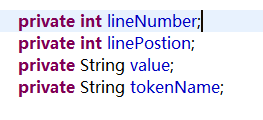 private int lineNumber;
private int linePostion;
private String value;
private String tokenName;